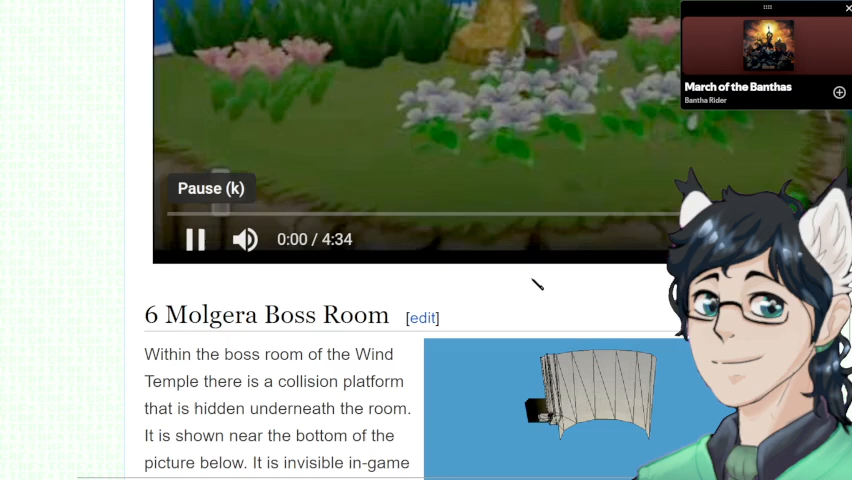 March of the Banthas
Bantha Rider
Pause (k)
0:00 / 4:34
6 Molgera Boss Room [edit]
Within the boss room of the Wind
Temple there is a collision platform
that is hidden underneath the room.
It is shown near the bottom of the
picture below. It is invisible in-game